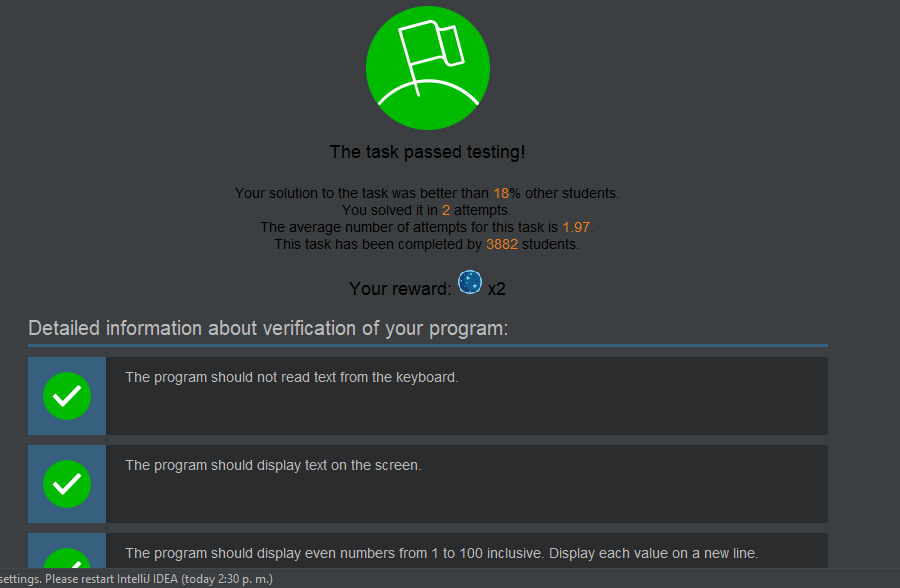 The task passed testing!
Your solution to the task was better than 18% other students.
You solved it in 2 attempts.
The average number of attempts for this task is 1.97.
This task has been completed by 3882 students.
Your reward: x2
Detailed information about verification of your program:
The program should not read text from the keyboard.
The program should display text on the screen.
The program should display even numbers from 1 to 100 inclusive. Display each value on a new line.
settings. Please restart IntelliJ IDEA (today 2:30 p. m.)